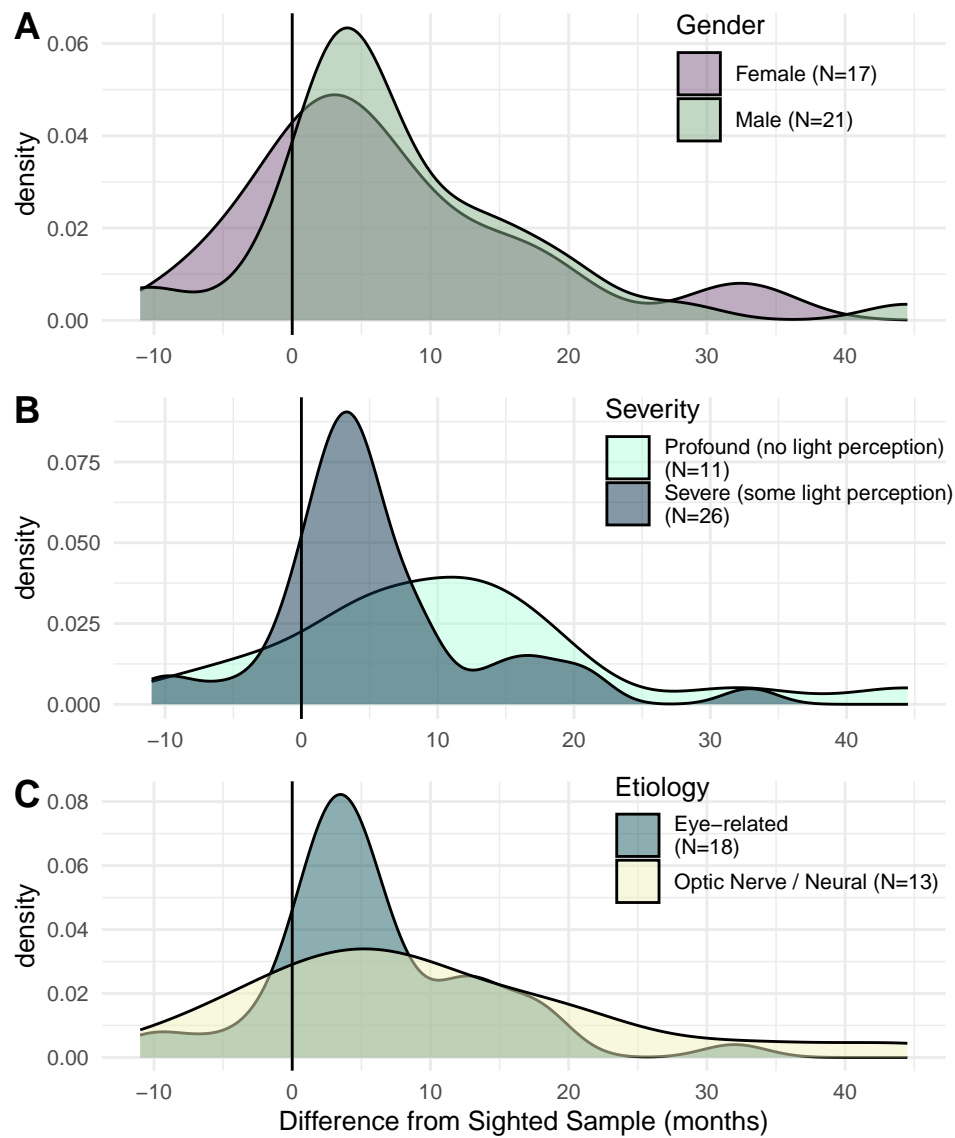 A
Gender
Female (N=17)
Male (N=21)
density
0.06
0.04
0.02
0.00
−10 0 10 20 30 40
B
Severity
Profound (no light perception)
(N=11)
Severe (some light perception)
(N=26)
density
0.075
0.050
0.025
0.000
−10 0 10 20 30 40
C
Etiology
Eye−related
(N=18)
Optic Nerve / Neural (N=13)
density
0.08
0.06
0.04
0.02
0.00
−10 0 10 20 30 40
Difference from Sighted Sample (months)